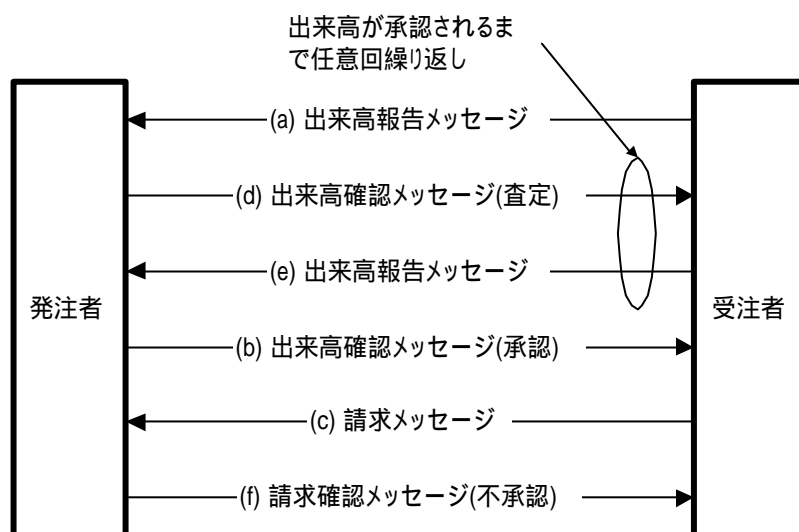 出来高が承認されるま
で任意回繰り返し
(a) 出来高報告メッセージ
(d) 出来高確認メッセージ(査定)
(e) 出来高報告メッセージ
発注者
受注者
(b) 出来高確認メッセージ(承認)
(c) 請求メッセージ
(f) 請求確認メッセージ(不承認)